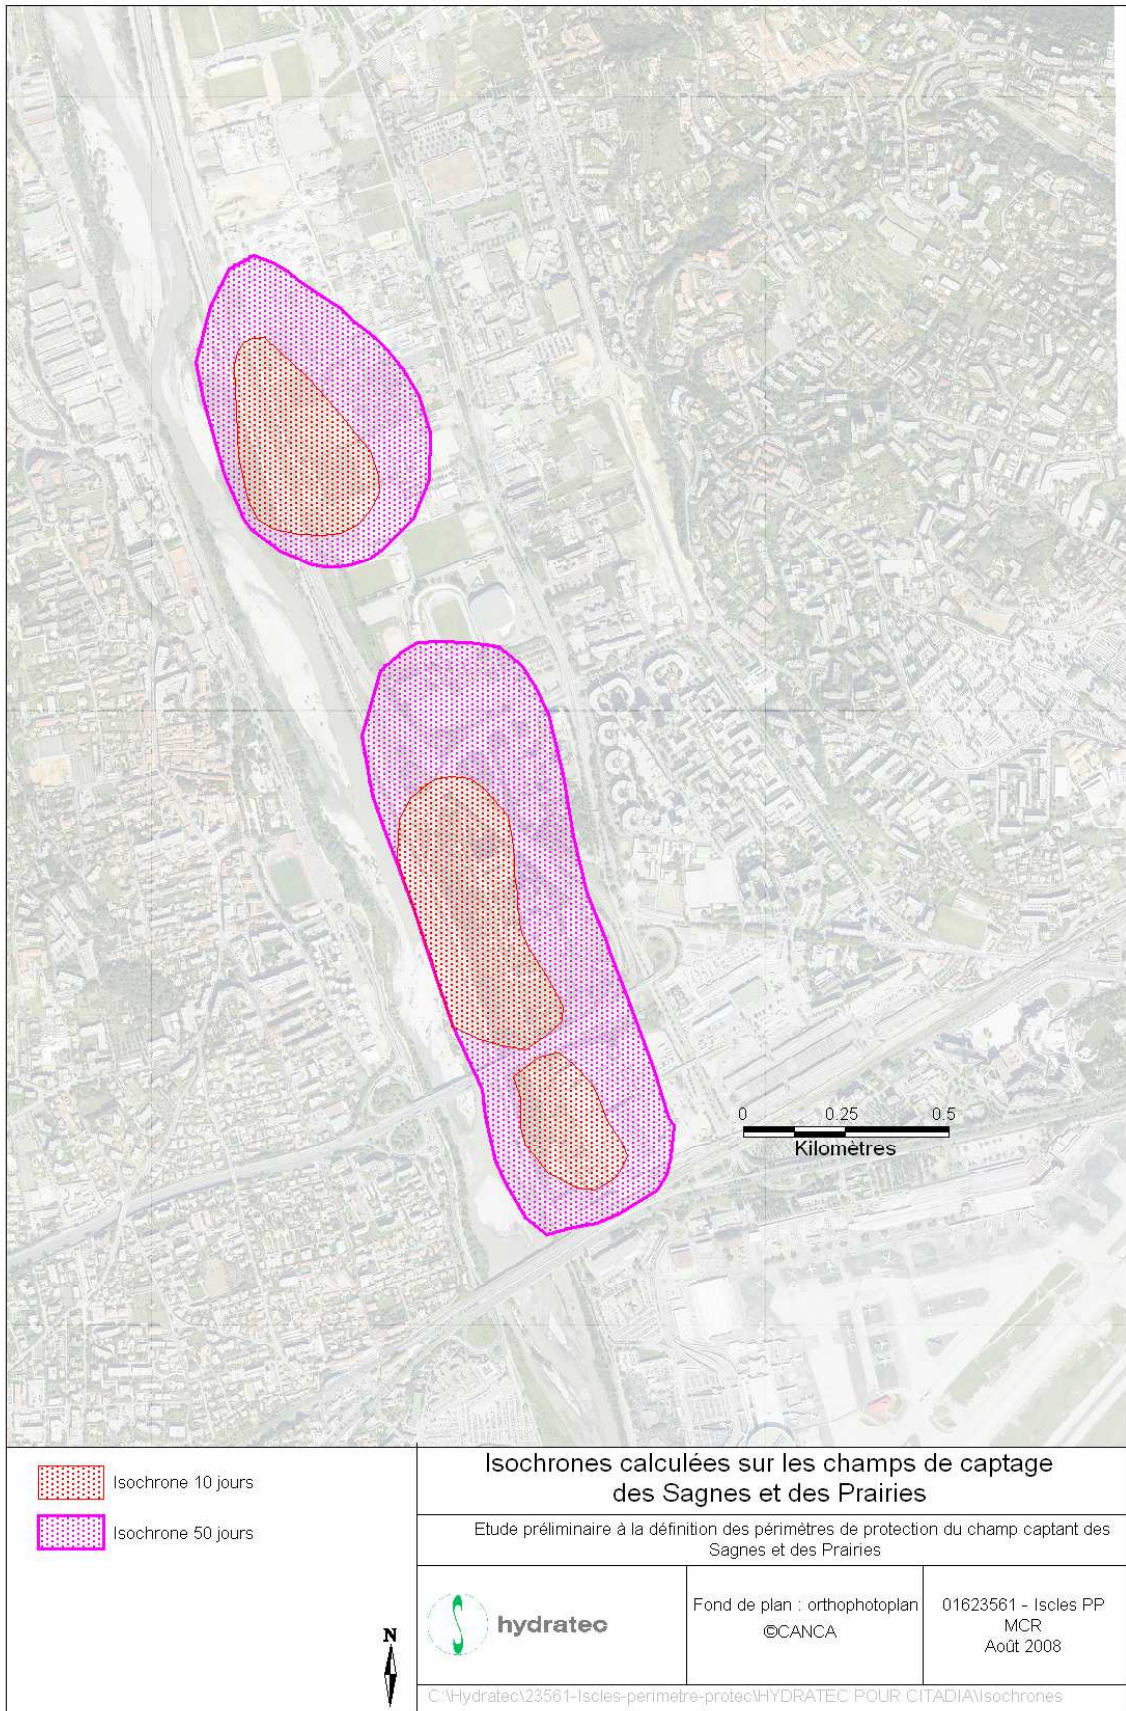 0 0.25 0.5
Kilomètres
Isochrone 10 jours
Isochrone 50 jours
N
Isochrones calculées sur les champs de captage
des Sagnes et des Prairies
Etude préliminaire à la définition des périmètres de protection du champ captant des
Sagnes et des Prairies
hydratec
Fond de plan : orthophotoplan
©CANCA
01623561 - Iscles PP
MCR
Août 2008
C:\Hydratec\23561-Iscles-perimetre-protec\HYDRATEC POUR CITADIA\Isochrones